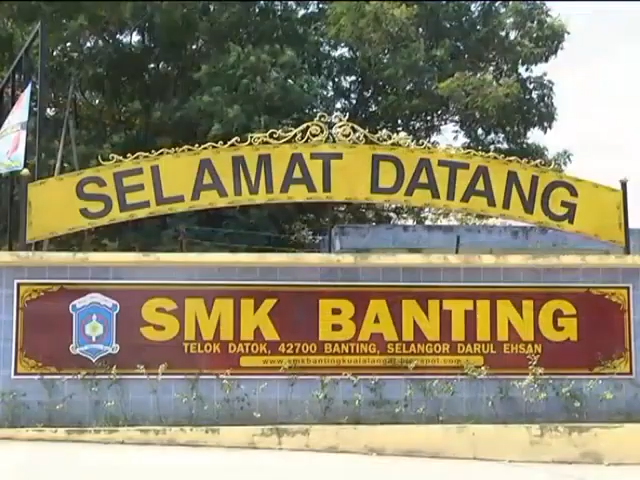 SELAMAT DATANG
SMK BANTING
TELOK DATOK, 42700 BANTING, SELANGOR DARUL EHSAN